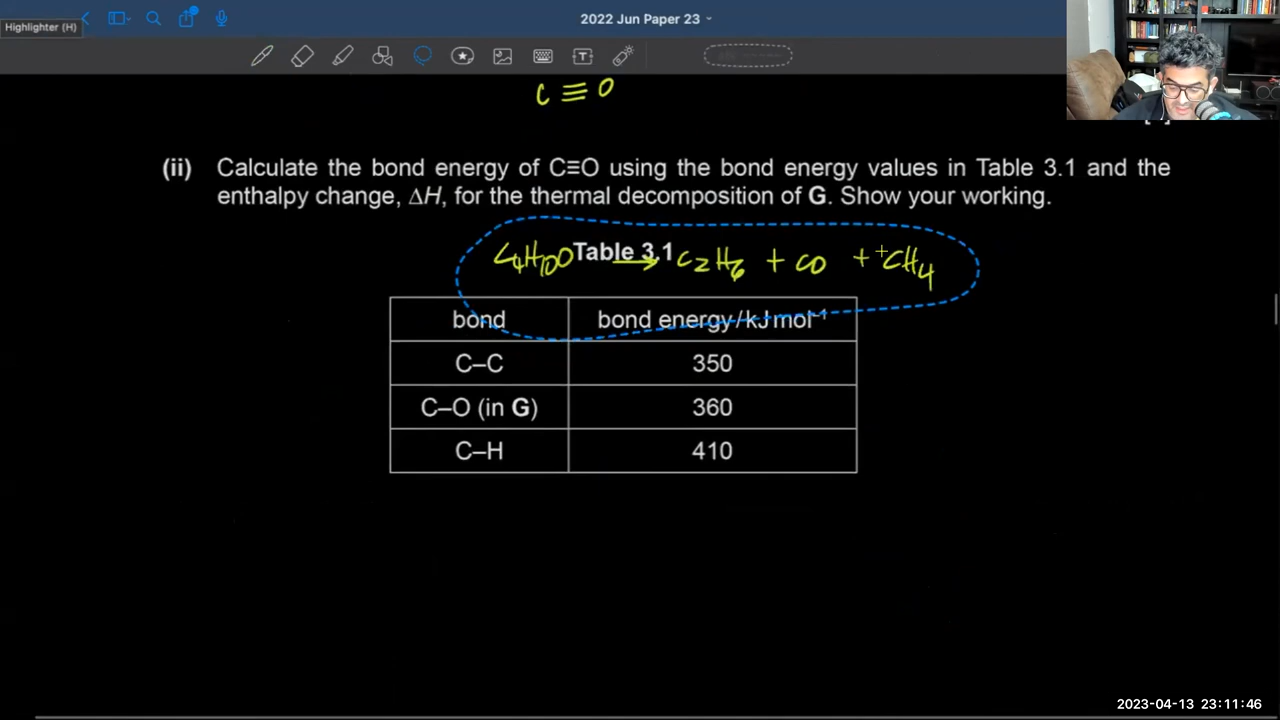 2022 Jun Paper 23
Highlighter (H)
C≡O
(ii) Calculate the bond energy of C≡O using the bond energy values in Table 3.1 and the
enthalpy change, ΔH, for the thermal decomposition of G. Show your working.
Table 3.1
C₄H₁₀O → C₂H₆ + CO + CH₄
bond bond energy/kJ mol⁻¹
C–C 350
C–O (in G) 360
C–H 410
2023-04-13 23:11:46